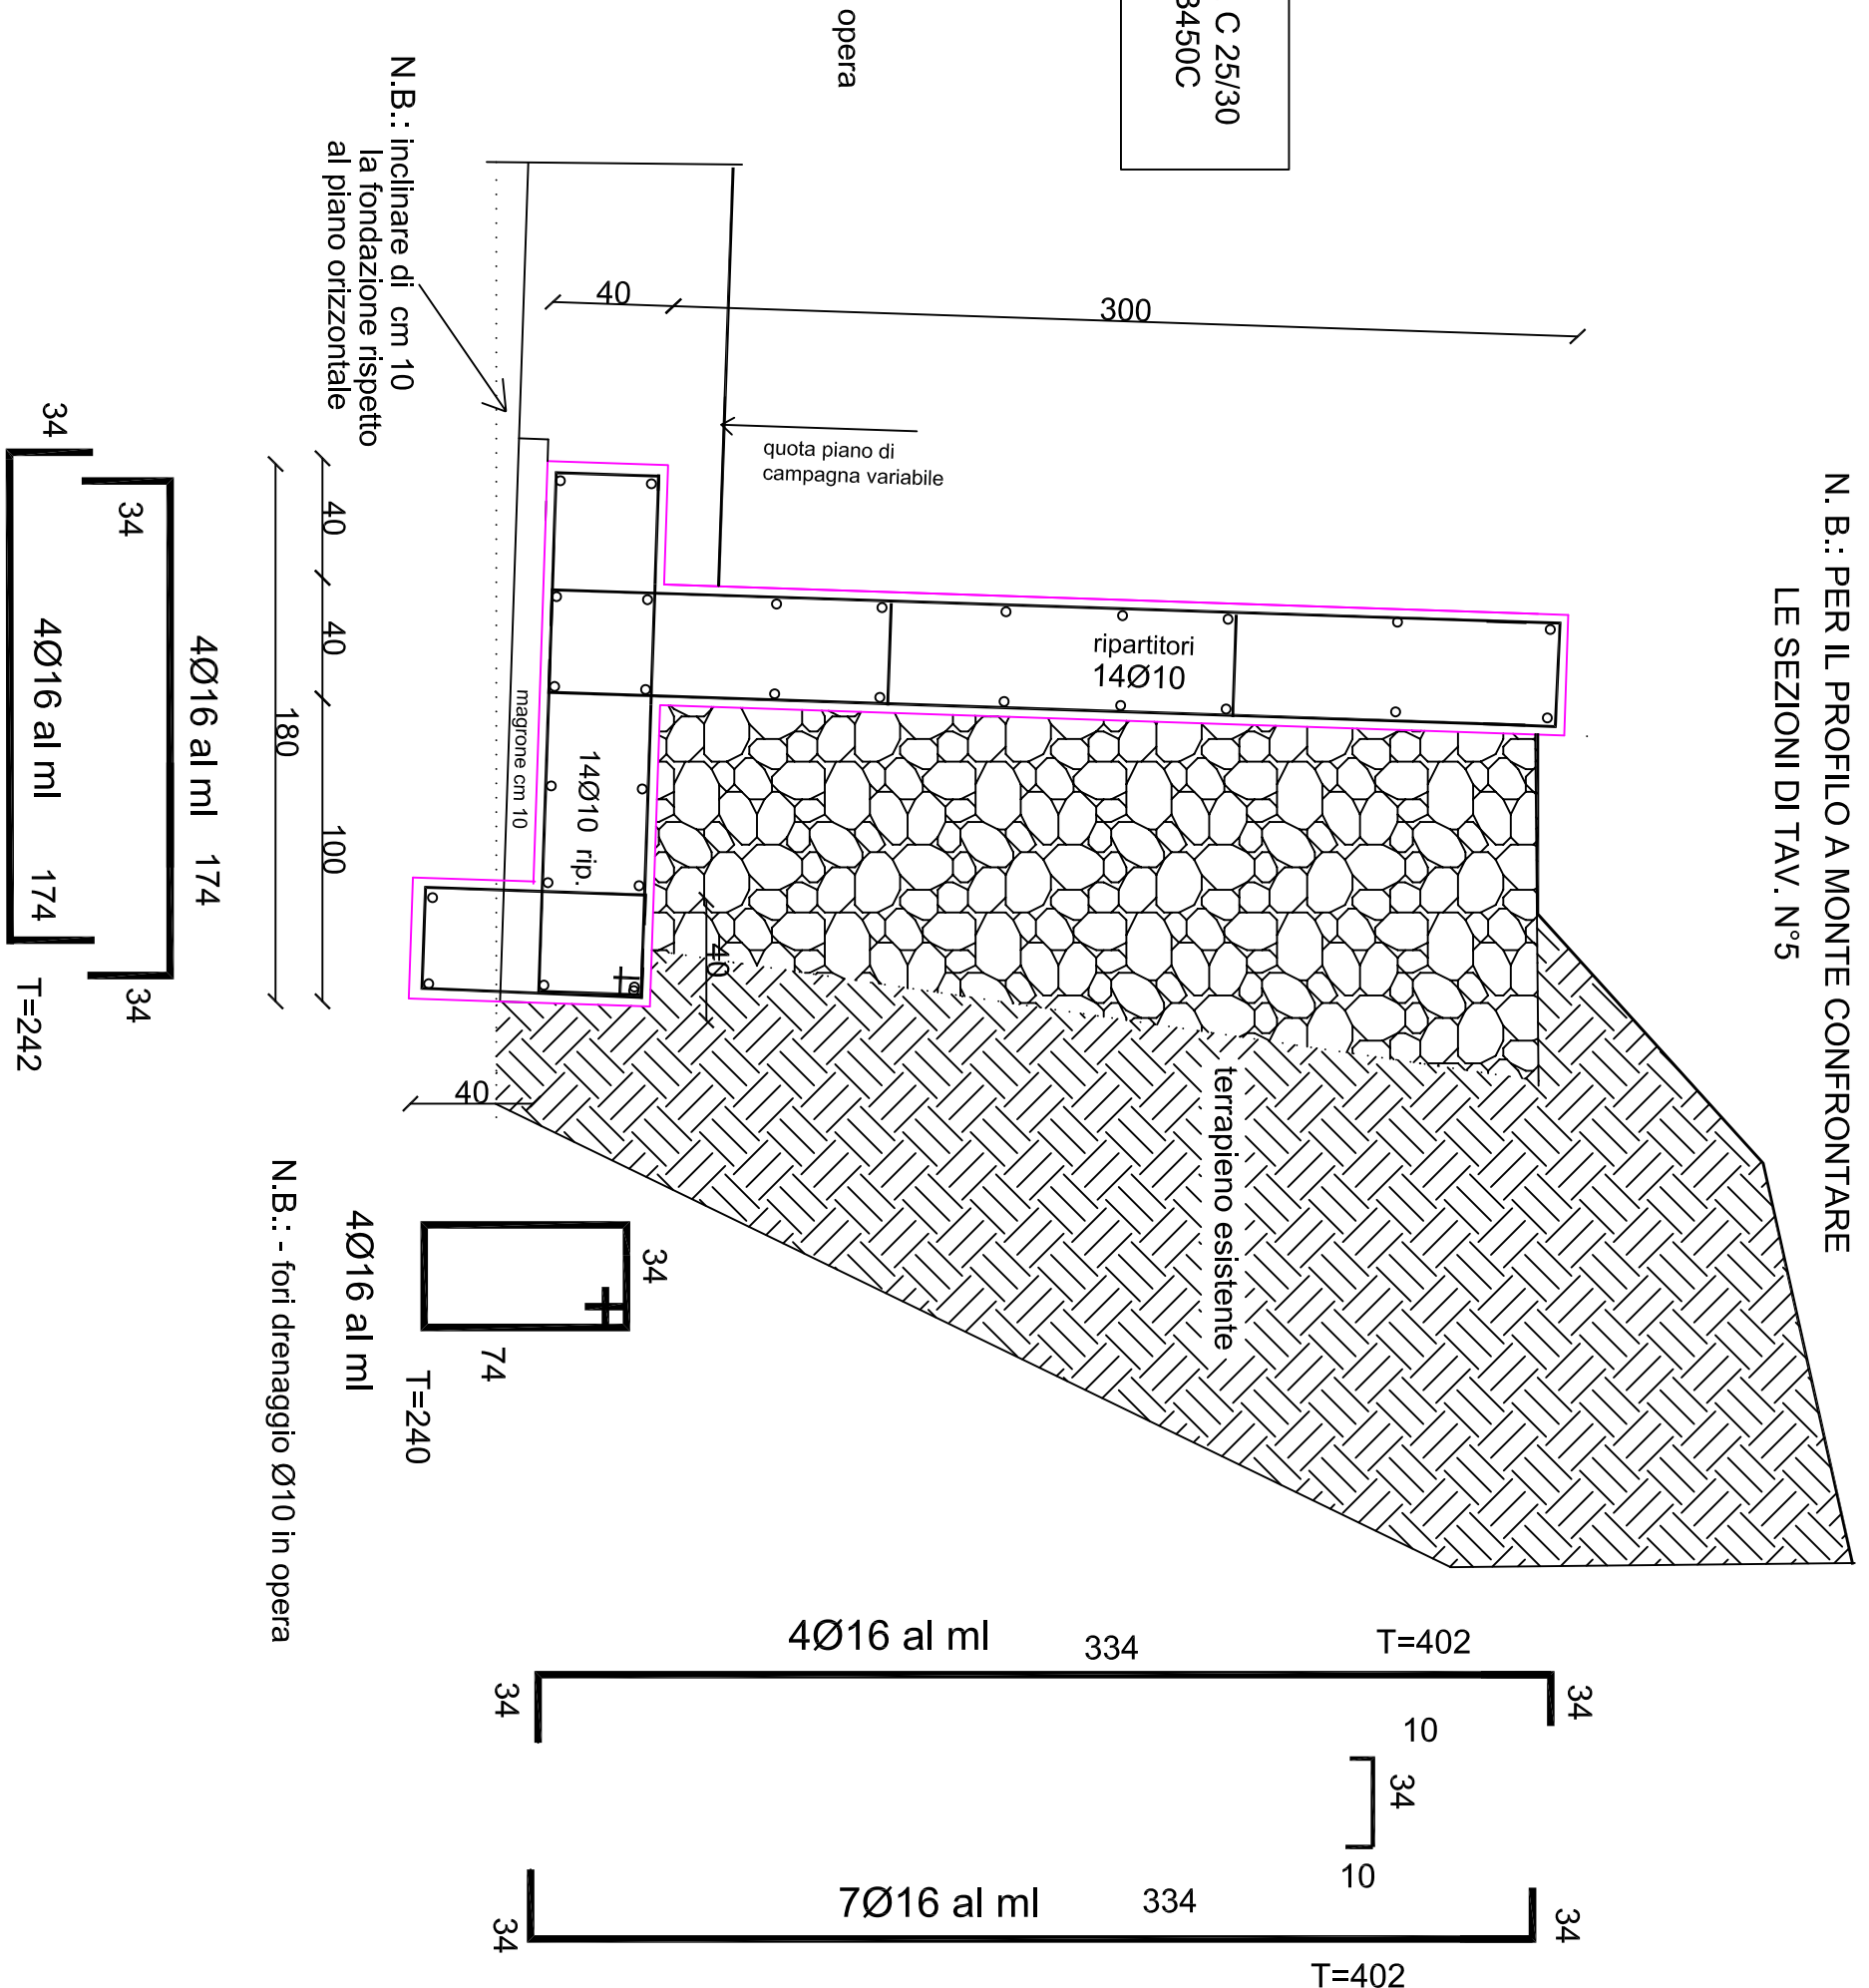 N. B.: PER IL PROFILO A MONTE CONFRONTARE
LE SEZIONI DI TAV. N°5
C 25/30
3450C
opera
300
40
quota piano di
campagna variabile
N.B.: inclinare di cm 10
la fondazione rispetto
al piano orizzontale
ripartitori
14Ø10
14Ø10 rip.
magrone cm 10
40
terrapieno esistente
40
40
100
180
40
34
34
4Ø16 al ml 174
34
4Ø16 al ml 174
T=242
34
74
4Ø16 al ml
T=240
N.B.: - fori drenaggio Ø10 in opera
4Ø16 al ml 334 T=402
34
34
10
34
10
7Ø16 al ml 334
34
34
T=402